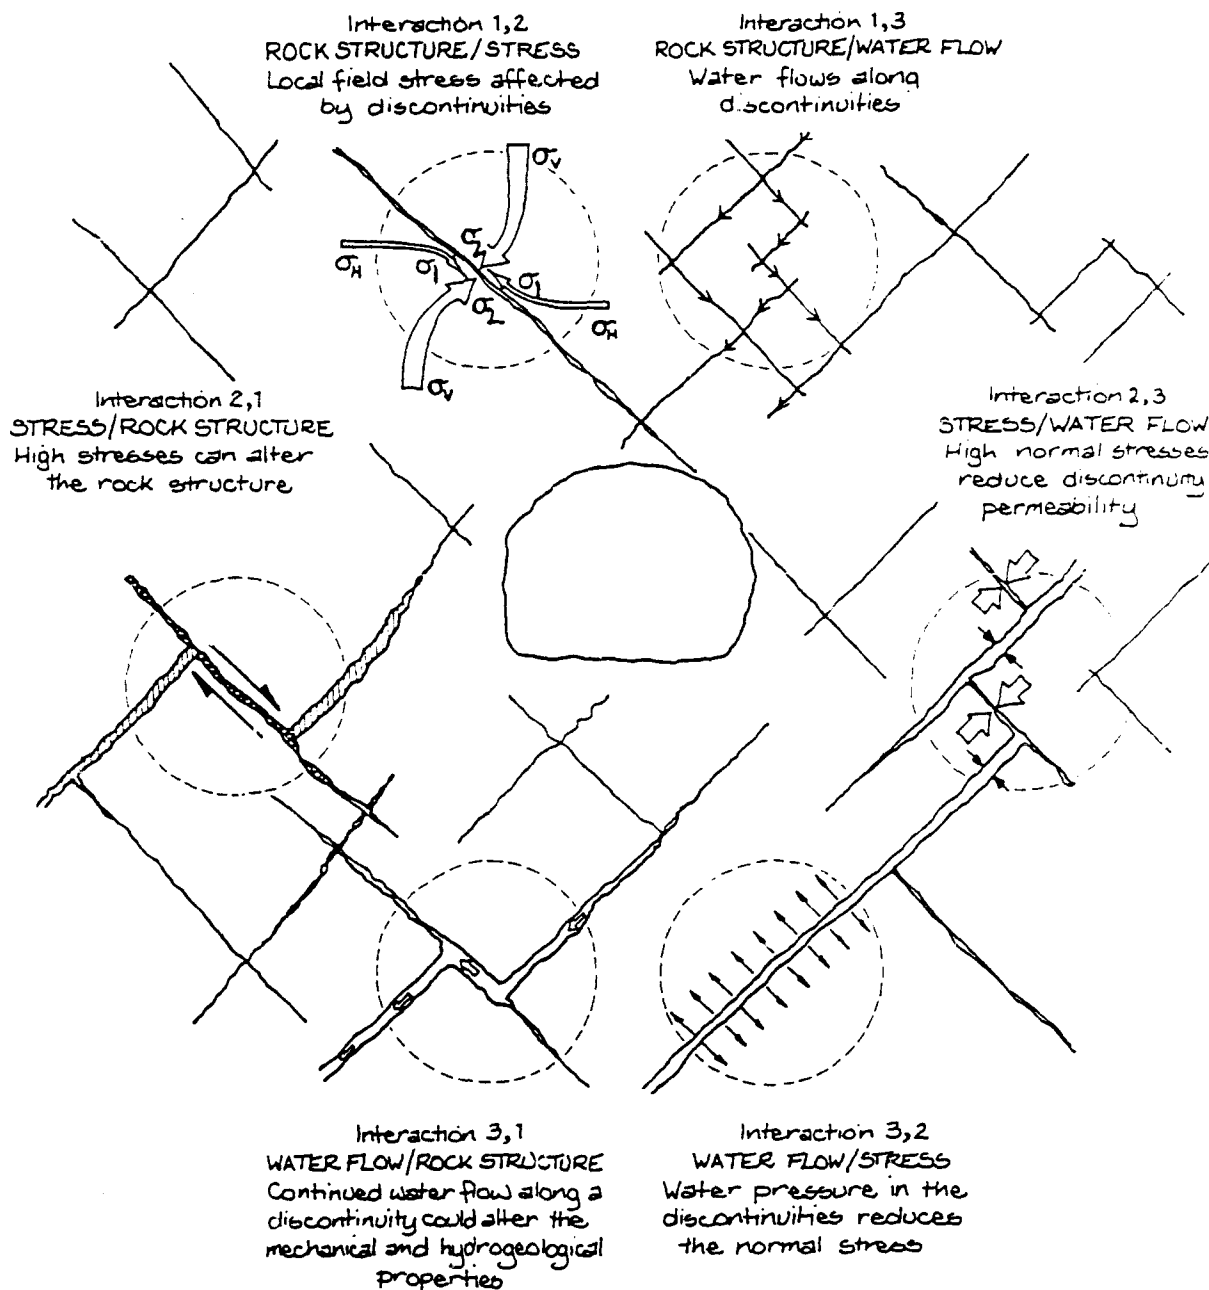 Interaction 1,2
ROCK STRUCTURE/STRESS
Local field stress affected
by discontinuities
Interaction 1,3
ROCK STRUCTURE/WATER FLOW
Water flows along
discontinuities
σv
σH
σ1
σ2
σ1
σ2
σH
σv
Interaction 2,1
STRESS/ROCK STRUCTURE
High stresses can alter
the rock structure
Interaction 2,3
STRESS/WATER FLOW
High normal stresses
reduce discontinuity
permeability
Interaction 3,1
WATER FLOW/ROCK STRUCTURE
Continued water flow along a
discontinuity could alter the
mechanical and hydrogeological
properties
Interaction 3,2
WATER FLOW/STRESS
Water pressure in the
discontinuities reduces
the normal stress